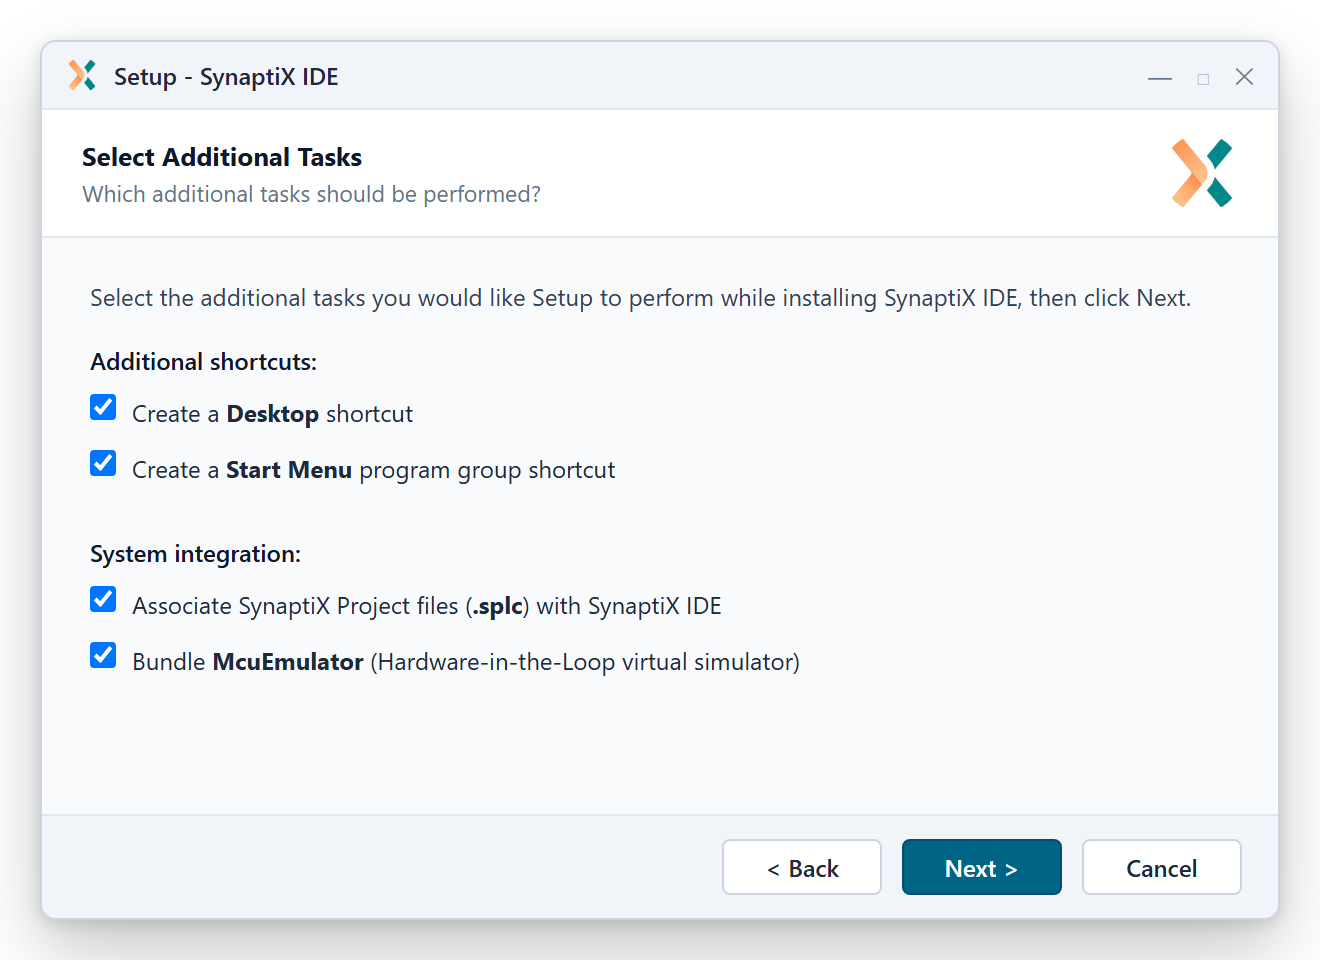 Setup - SynaptiX IDE
Select Additional Tasks
Which additional tasks should be performed?
Select the additional tasks you would like Setup to perform while installing SynaptiX IDE, then click Next.
Additional shortcuts:
Create a Desktop shortcut
Create a Start Menu program group shortcut
System integration:
Associate SynaptiX Project files (.splc) with SynaptiX IDE
Bundle McuEmulator (Hardware-in-the-Loop virtual simulator)
< Back
Next >
Cancel